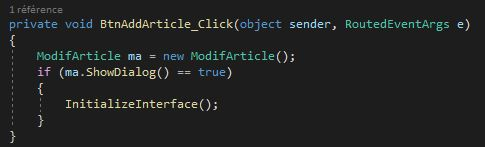 1 référence
private void BtnAddArticle_Click(object sender, RoutedEventArgs e)
{
ModifArticle ma = new ModifArticle();
if (ma.ShowDialog() == true)
{
InitializeInterface();
}
}